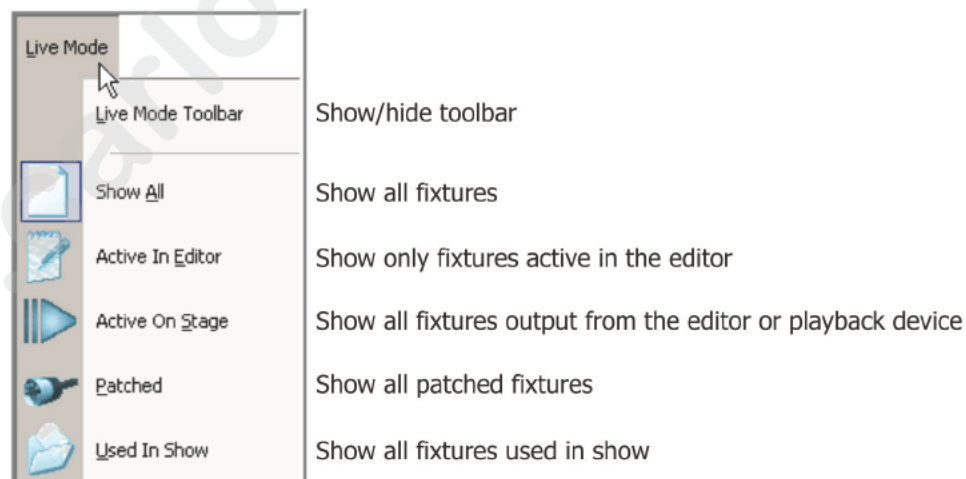 Live Mode
Live Mode Toolbar Show/hide toolbar
Show All Show all fixtures
Active In Editor Show only fixtures active in the editor
Active On Stage Show all fixtures output from the editor or playback device
Patched Show all patched fixtures
Used In Show Show all fixtures used in show